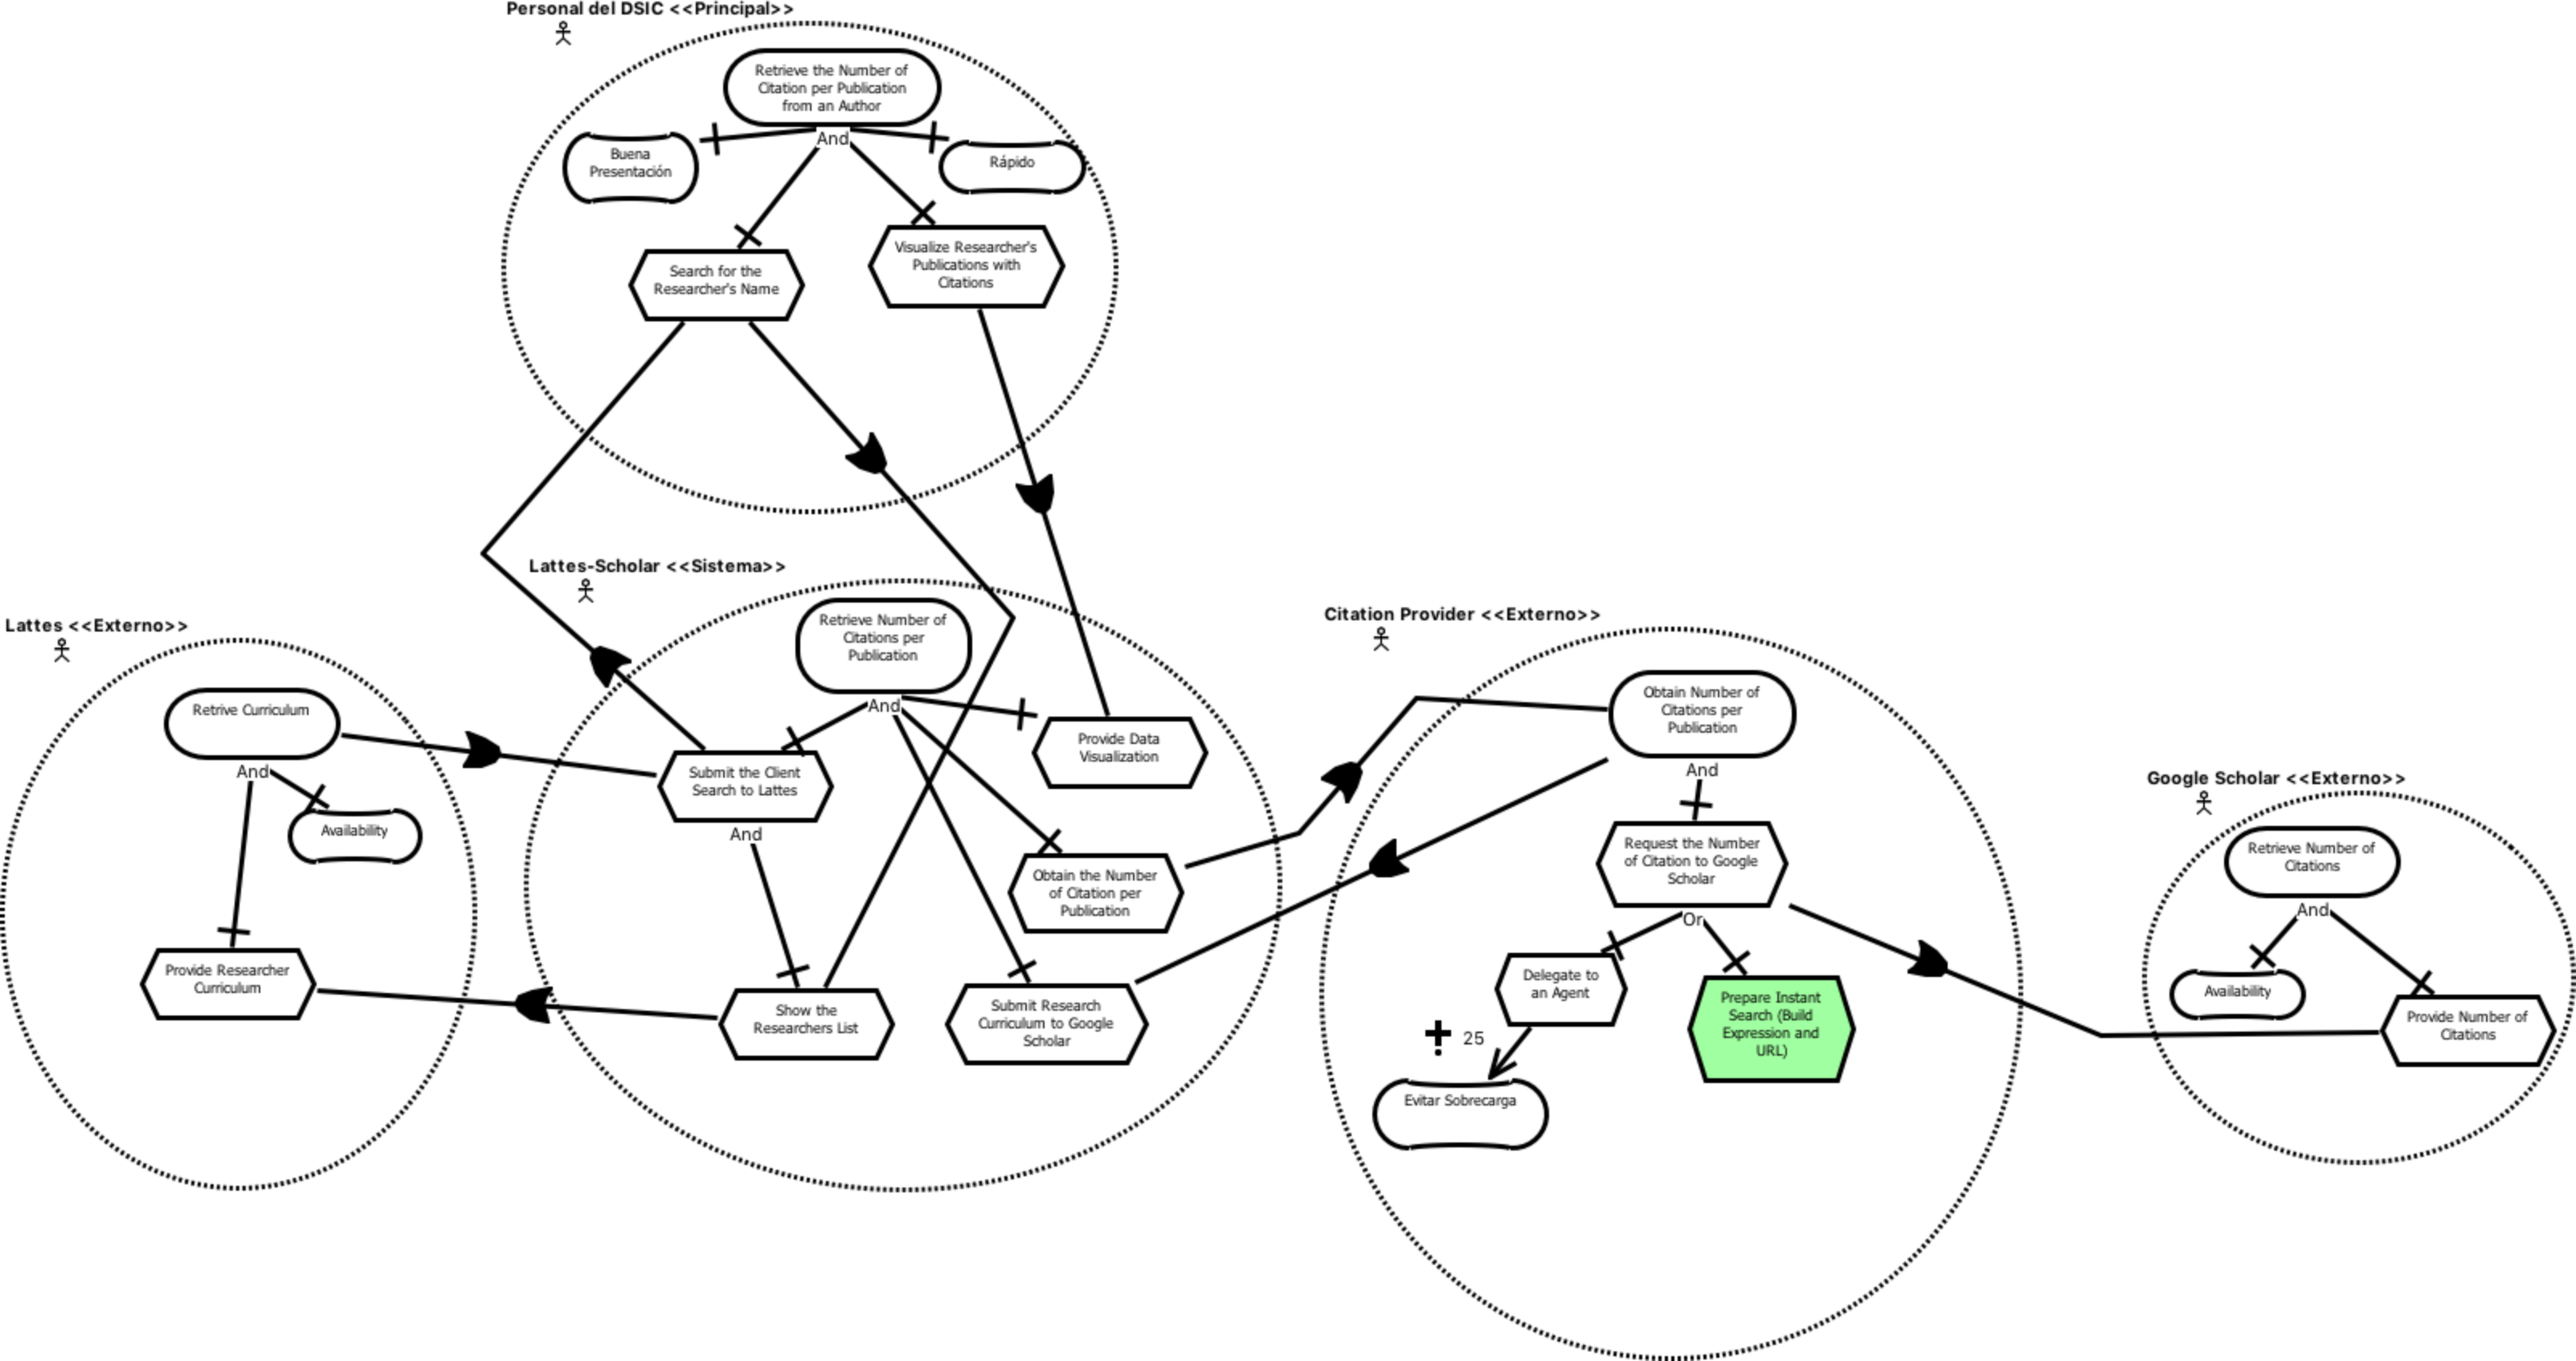 Personal del DSIC <<Principal>>
Retrieve the Number of
Citation per Publication
from an Author
And
Buena
Presentación
Rápido
Search for the
Researcher's Name
Visualize Researcher's
Publications with
Citations
Lattes-Scholar <<Sistema>>
Retrieve Number of
Citations per
Publication
And
Provide Data
Visualization
Submit the Client
Search to Lattes
And
Obtain the Number
of Citation per
Publication
Show the
Researchers List
Submit Research
Curriculum to Google
Scholar
Lattes <<Externo>>
Retrive Curriculum
And
Availability
Provide Researcher
Curriculum
Citation Provider <<Externo>>
Obtain Number of
Citations per
Publication
And
Request the Number
of Citation to Google
Scholar
Or
Delegate to
an Agent
Prepare Instant
Search (Build
Expression and
URL)
25
Evitar Sobrecarga
Google Scholar <<Externo>>
Retrieve Number of
Citations
And
Availability
Provide Number of
Citations